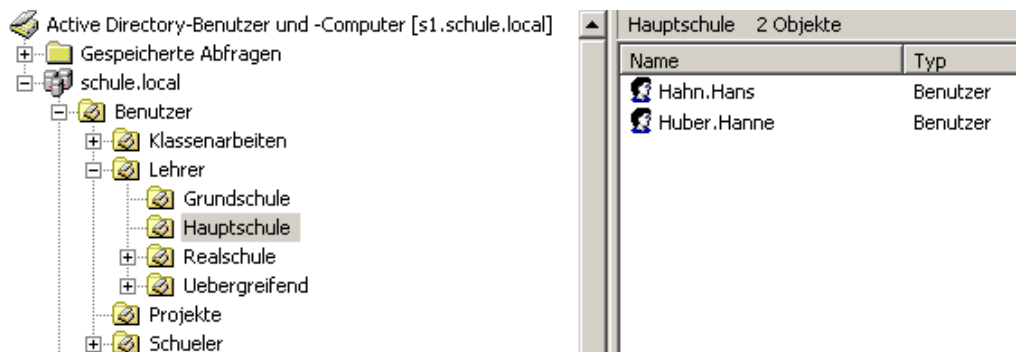 Active Directory-Benutzer und -Computer [s1.schule.local]
Gespeicherte Abfragen
schule.local
Benutzer
Klassenarbeiten
Lehrer
Grundschule
Hauptschule
Realschule
Uebergreifend
Projekte
Schueler
Hauptschule 2 Objekte
Name Typ
Hahn.Hans Benutzer
Huber.Hanne Benutzer